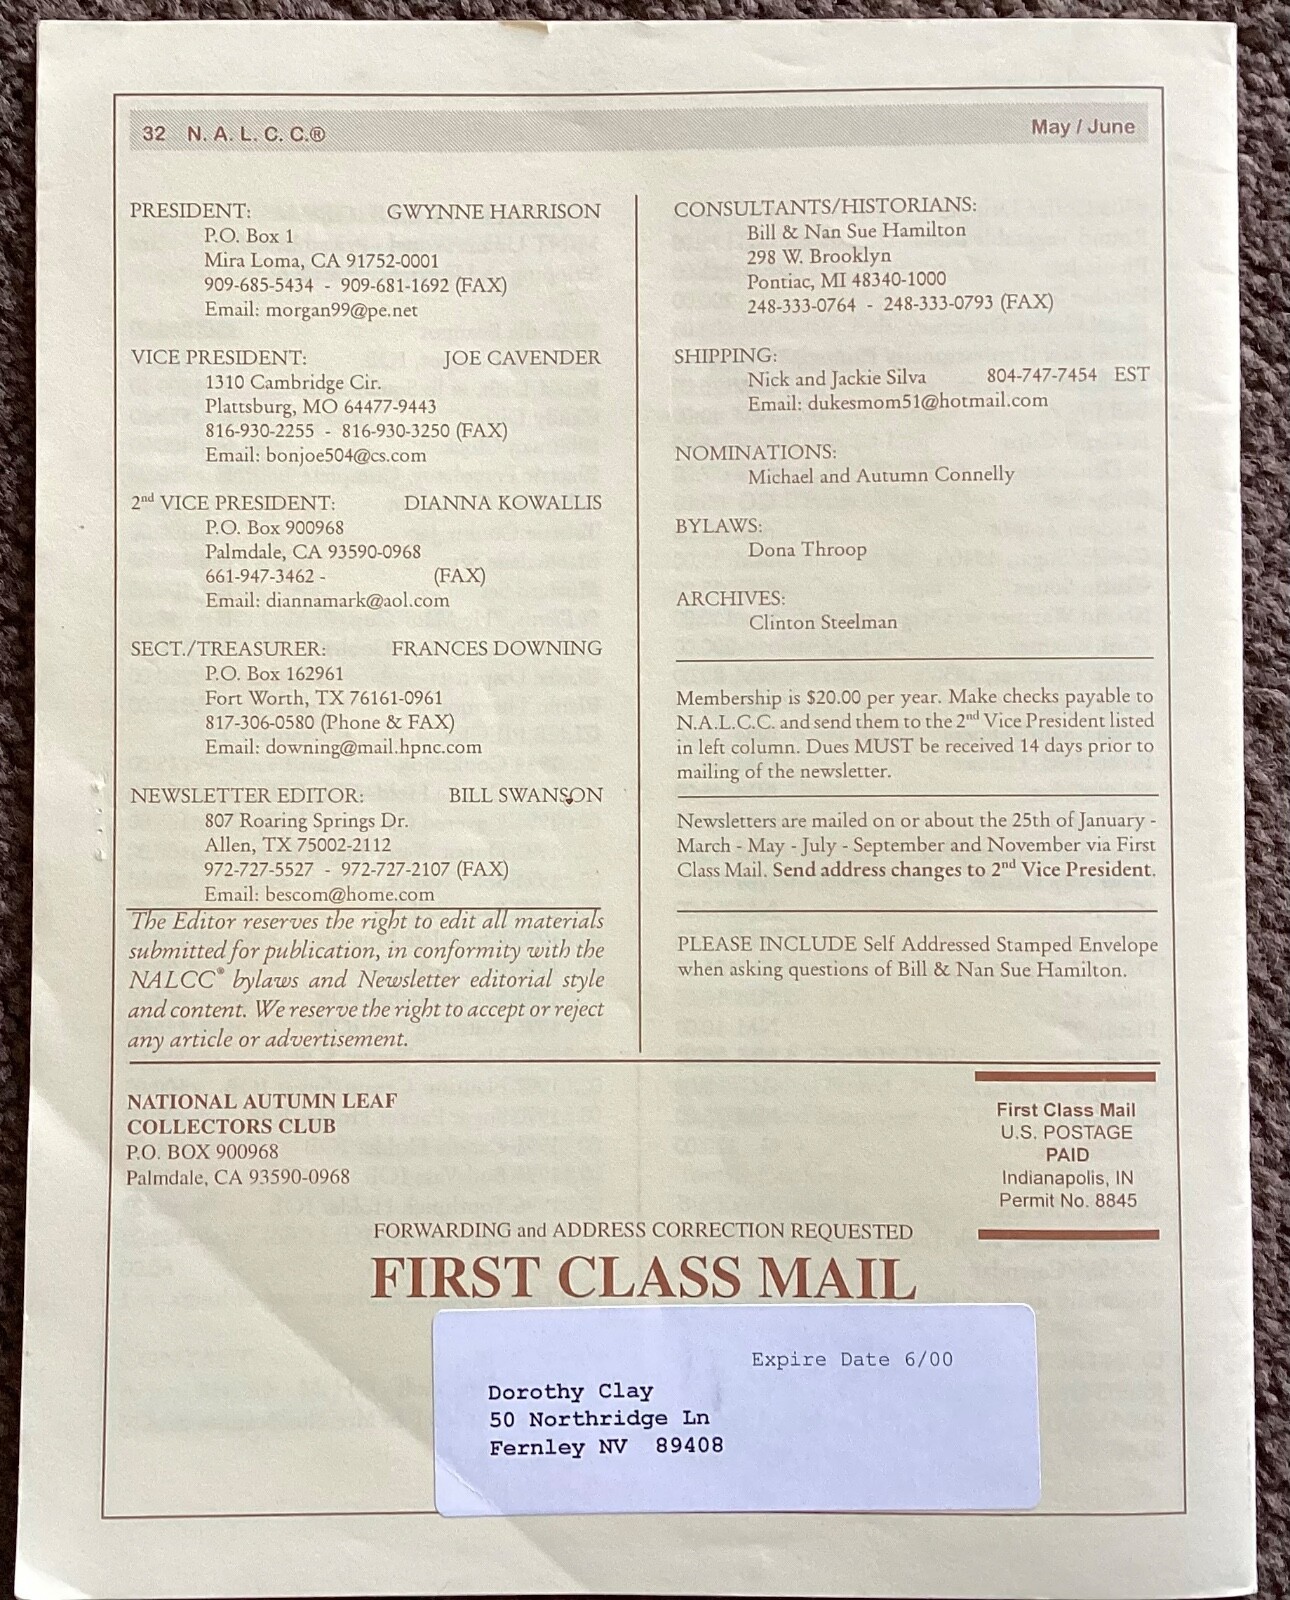 32 N. A. L. C. C.®
May / June
PRESIDENT: GWYNNE HARRISON
P.O. Box 1
Mira Loma, CA 91752-0001
909-685-5434 - 909-681-1692 (FAX)
Email: morgan99@pe.net
VICE PRESIDENT: JOE CAVENDER
1310 Cambridge Cir.
Plattsburg, MO 64477-9443
816-930-2255 - 816-930-3250 (FAX)
Email: bonjoe504@cs.com
2nd VICE PRESIDENT: DIANNA KOWALLIS
P.O. Box 900968
Palmdale, CA 93590-0968
661-947-3462 - (FAX)
Email: diannamark@aol.com
SECT./TREASURER: FRANCES DOWNING
P.O. Box 162961
Fort Worth, TX 76161-0961
817-306-0580 (Phone & FAX)
Email: downing@mail.hpnc.com
NEWSLETTER EDITOR: BILL SWANSON
807 Roaring Springs Dr.
Allen, TX 75002-2112
972-727-5527 - 972-727-2107 (FAX)
Email: bescom@home.com
The Editor reserves the right to edit all materials
submitted for publication, in conformity with the
NALCC® bylaws and Newsletter editorial style
and content. We reserve the right to accept or reject
any article or advertisement.
CONSULTANTS/HISTORIANS:
Bill & Nan Sue Hamilton
298 W. Brooklyn
Pontiac, MI 48340-1000
248-333-0764 - 248-333-0793 (FAX)
SHIPPING:
Nick and Jackie Silva 804-747-7454 EST
Email: dukesmom51@hotmail.com
NOMINATIONS:
Michael and Autumn Connelly
BYLAWS:
Dona Throop
ARCHIVES:
Clinton Steelman
Membership is $20.00 per year. Make checks payable to
N.A.L.C.C. and send them to the 2nd Vice President listed
in left column. Dues MUST be received 14 days prior to
mailing of the newsletter.
Newsletters are mailed on or about the 25th of January -
March - May - July - September and November via First
Class Mail. Send address changes to 2nd Vice President.
PLEASE INCLUDE Self Addressed Stamped Envelope
when asking questions of Bill & Nan Sue Hamilton.
NATIONAL AUTUMN LEAF
COLLECTORS CLUB
P.O. BOX 900968
Palmdale, CA 93590-0968
First Class Mail
U.S. POSTAGE
PAID
Indianapolis, IN
Permit No. 8845
FORWARDING and ADDRESS CORRECTION REQUESTED
FIRST CLASS MAIL
Expire Date 6/00
Dorothy Clay
50 Northridge Ln
Fernley NV 89408